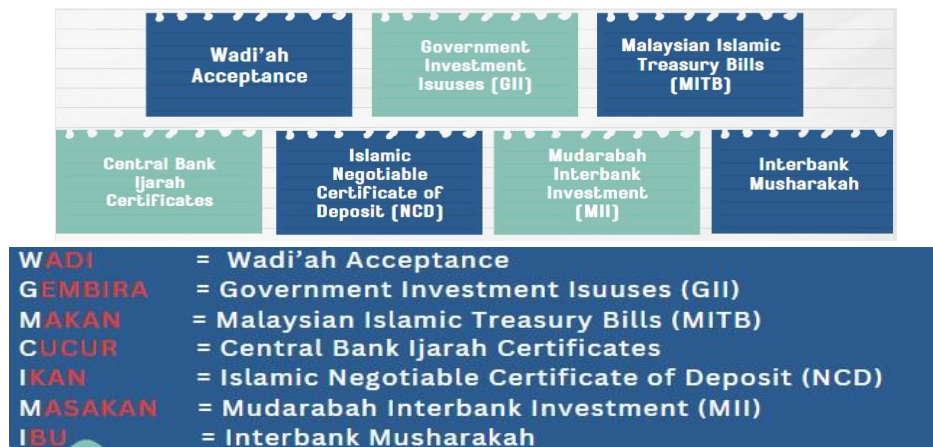 Wadi'ah
Acceptance
Government
Investment
Isuuses (GII)
Malaysian Islamic
Treasury Bills
(MITB)
Central Bank
Ijarah
Certificates
Islamic
Negotiable
Certificate of
Deposit (NCD)
Mudarabah
Interbank
Investment
(MII)
Interbank
Musharakah
WADI = Wadi'ah Acceptance
GEMBIRA = Government Investment Isuuses (GII)
MAKAN = Malaysian Islamic Treasury Bills (MITB)
CUCUR = Central Bank Ijarah Certificates
IKAN = Islamic Negotiable Certificate of Deposit (NCD)
MASAKAN = Mudarabah Interbank Investment (MII)
IBU = Interbank Musharakah